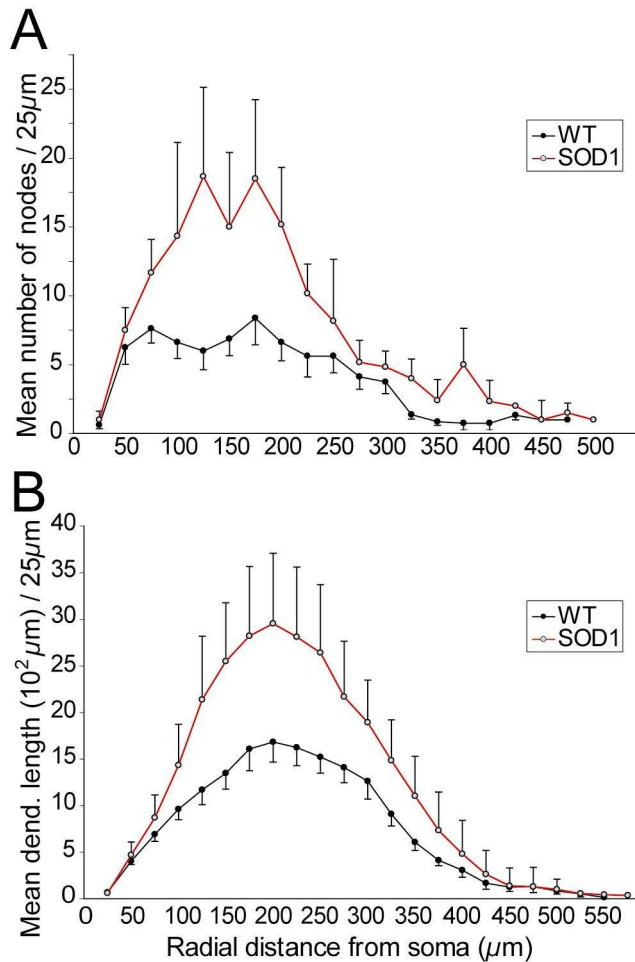 A
Mean number of nodes / 25µm
25
20
15
10
5
0
0 50 100 150 200 250 300 350 400 450 500
WT
SOD1
B
Mean dend. length (10² µm) / 25µm
40
35
30
25
20
15
10
5
0
0 50 100 150 200 250 300 350 400 450 500 550
WT
SOD1
Radial distance from soma (µm)